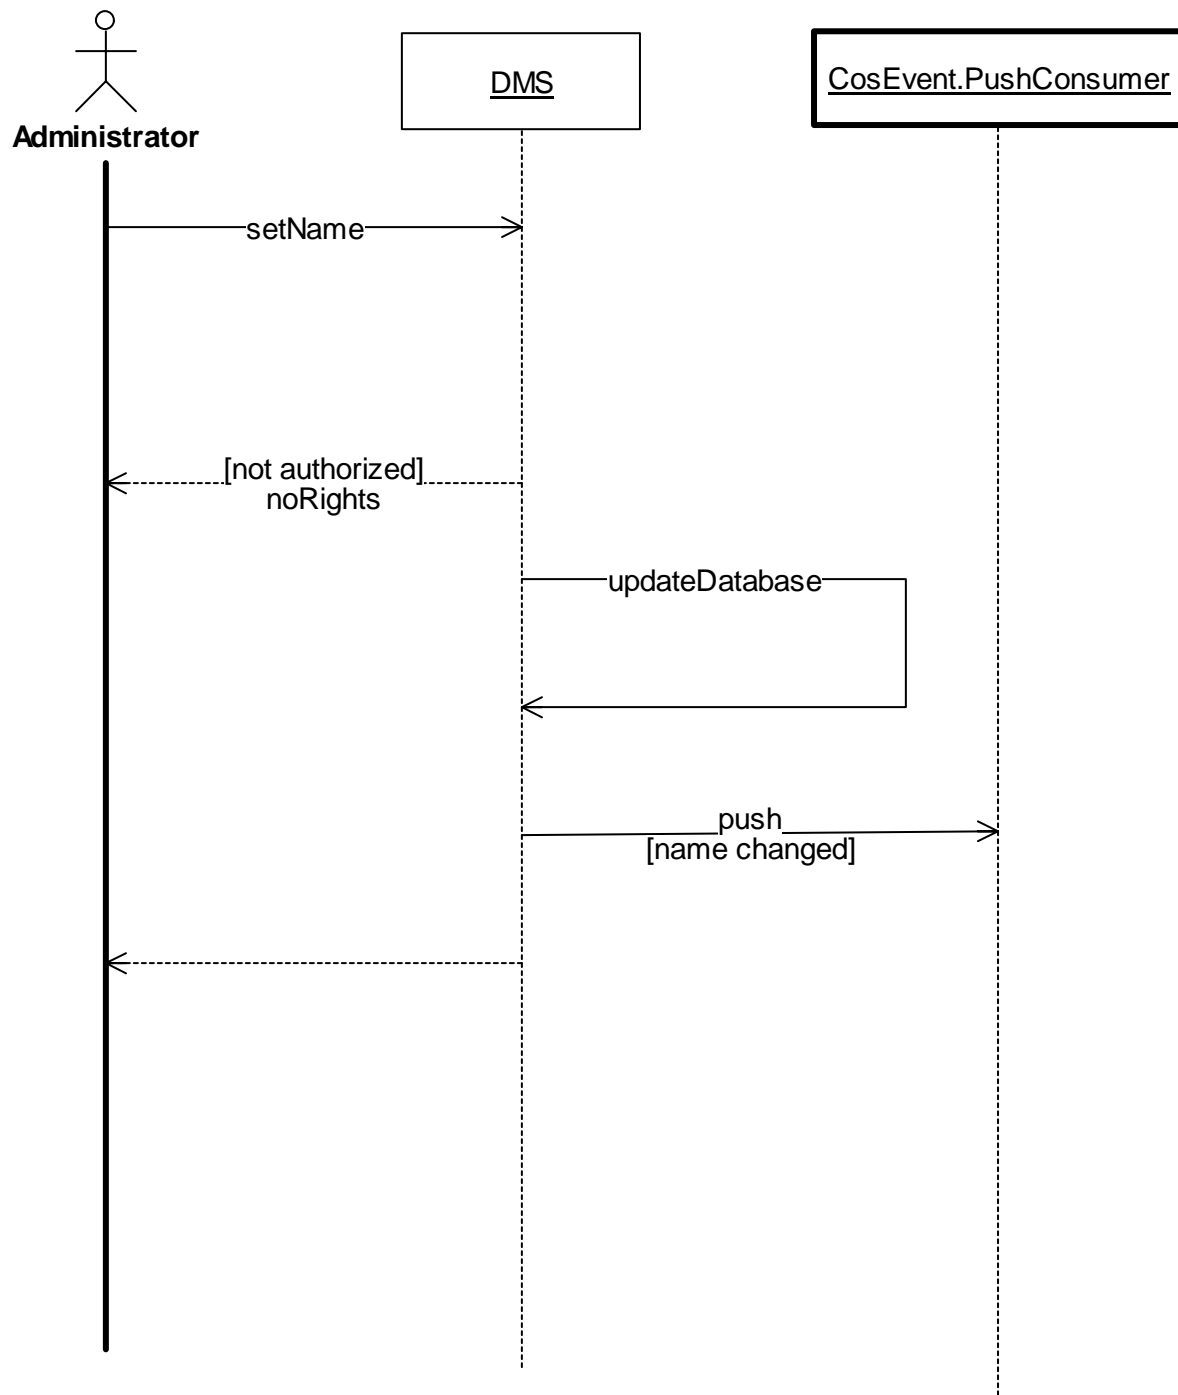 DMS
CosEvent.PushConsumer
Administrator
setName
[not authorized]
noRights
updateDatabase
push
[name changed]